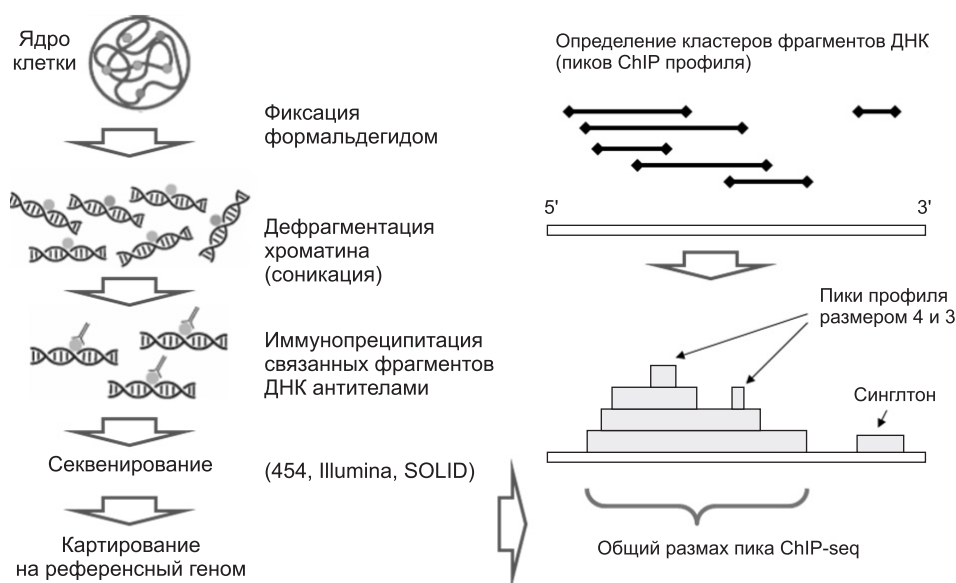 Ядро
клетки
Фиксация
формальдегидом
Дефрагментация
хроматина
(соникация)
Иммунопреципитация
связанных фрагментов
ДНК антителами
Секвенирование
(454, Illumina, SOLID)
Картирование
на референсный геном
Определение кластеров фрагментов ДНК
(пиков ChIP профиля)
5' 3'
Пики профиля
размером 4 и 3
Синглтон
Общий размах пика ChIP-seq